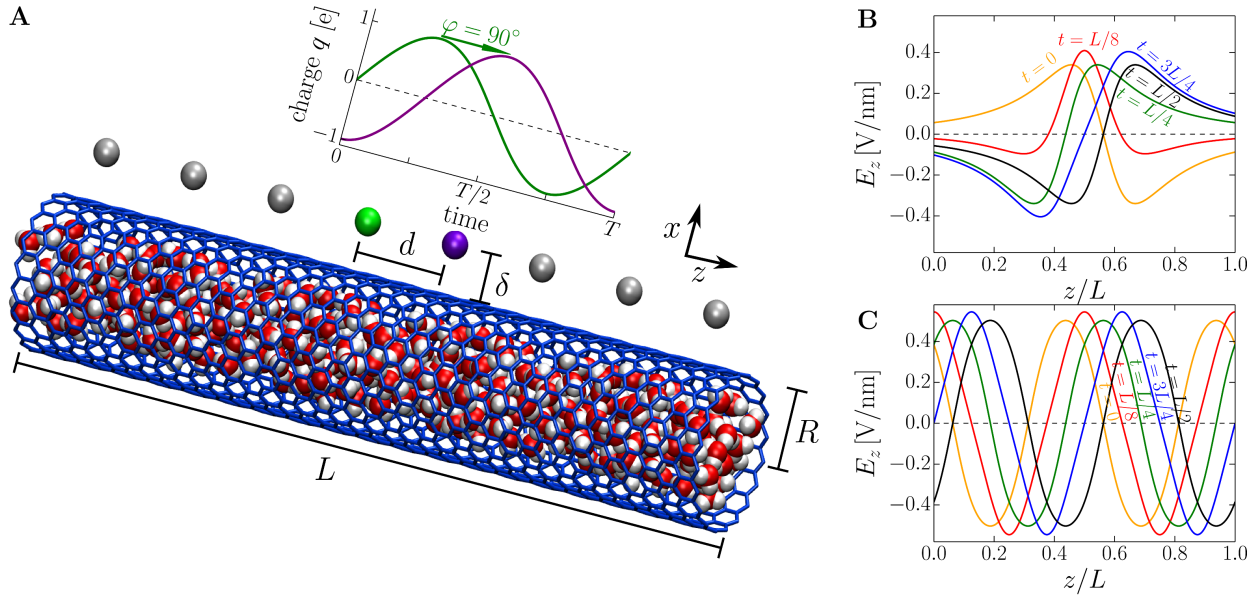 A
charge q [e]
1
0
−1
φ = 90°
0
T/2
T
time
x
z
d
δ
L
R
B
E_z [V/nm]
0.4
0.2
0.0
−0.2
−0.4
t = 0
t = L/8
t = 3L/4
t = L/2
t = L/4
0.0 0.2 0.4 0.6 0.8 1.0
z/L
C
E_z [V/nm]
0.4
0.2
0.0
−0.2
−0.4
t = 0
t = L/8
t = L/4
t = 3L/4
t = L/2
0.0 0.2 0.4 0.6 0.8 1.0
z/L